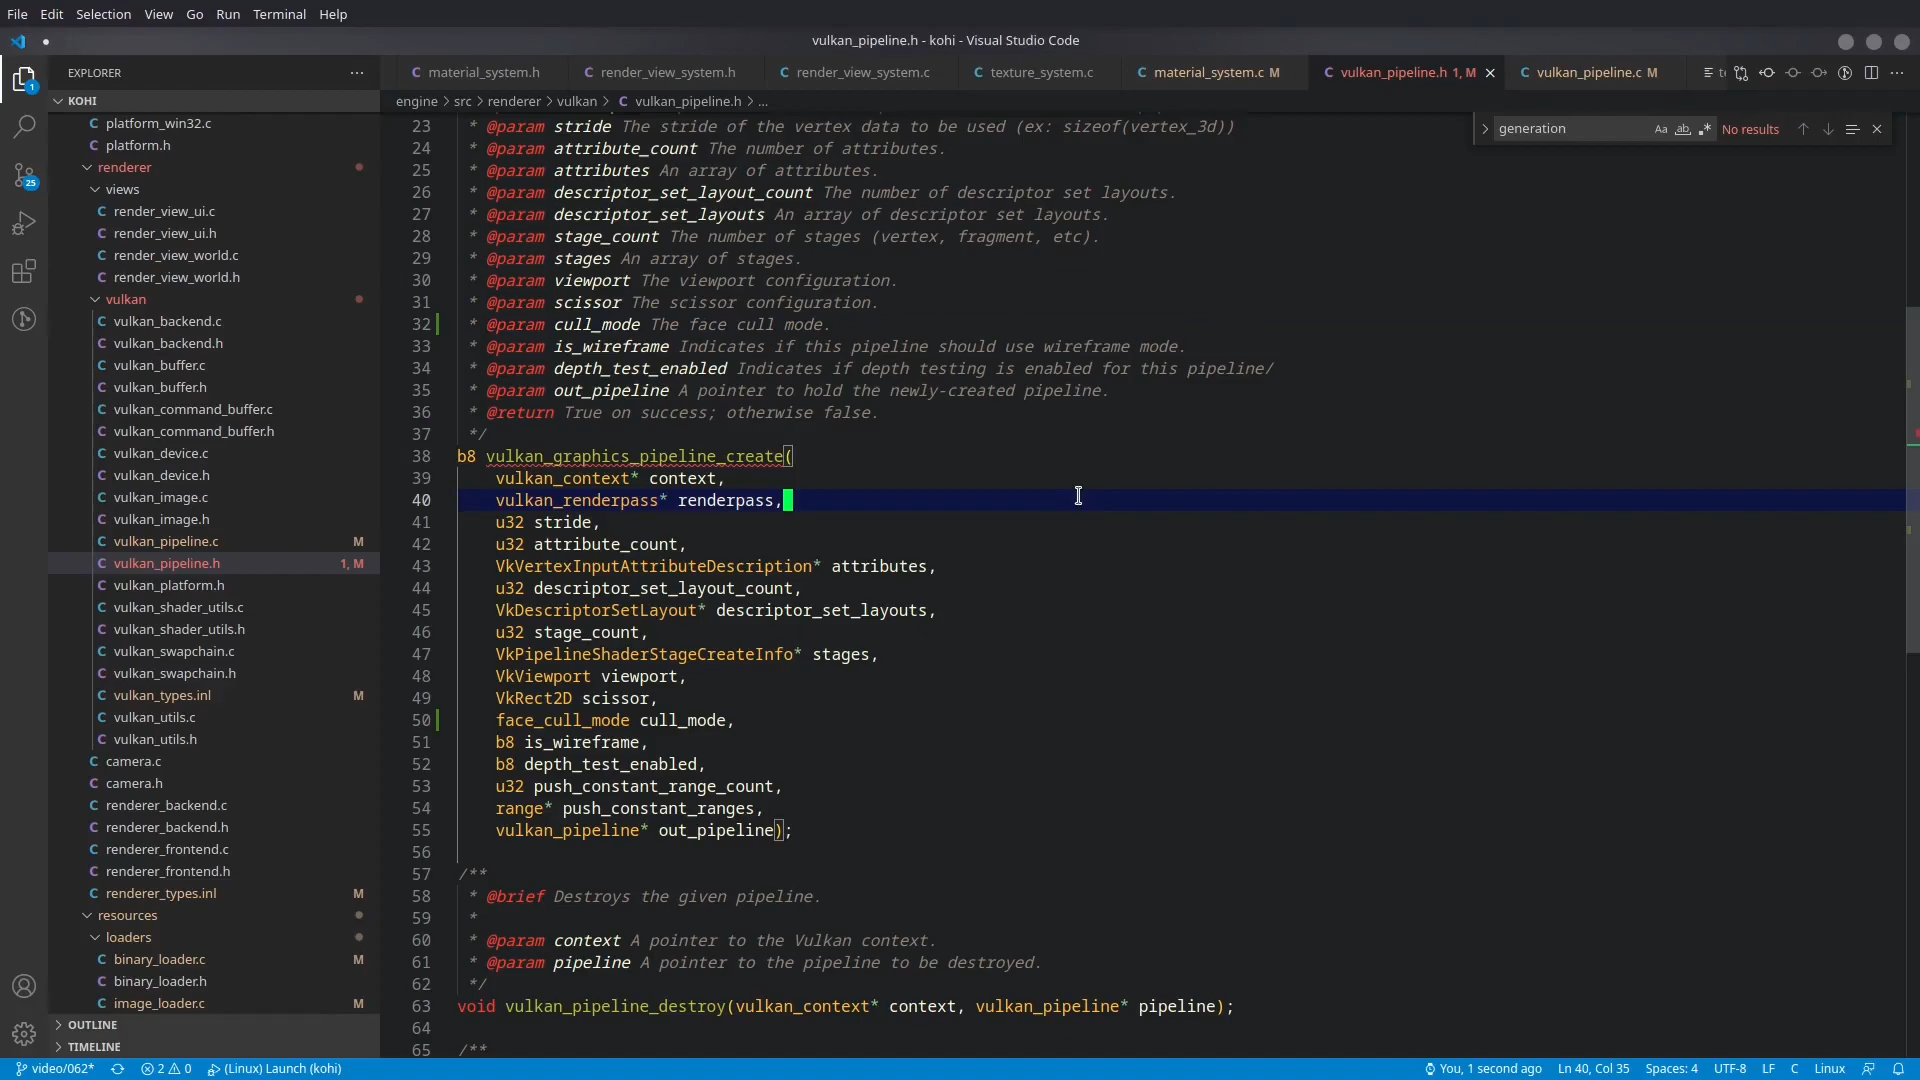 File Edit Selection View Go Run Terminal Help
vulkan_pipeline.h - kohi - Visual Studio Code
EXPLORER
material_system.h render_view_system.h render_view_system.c texture_system.c material_system.c M vulkan_pipeline.h 1, M vulkan_pipeline.c M
KOHI
engine > src > renderer > vulkan > C vulkan_pipeline.h > ...
generation Aa ab No results
platform_win32.c
platform.h
renderer
views
render_view_ui.c
render_view_ui.h
render_view_world.c
render_view_world.h
vulkan
vulkan_backend.c
vulkan_backend.h
vulkan_buffer.c
vulkan_buffer.h
vulkan_command_buffer.c
vulkan_command_buffer.h
vulkan_device.c
vulkan_device.h
vulkan_image.c
vulkan_image.h
vulkan_pipeline.c M
vulkan_pipeline.h 1, M
vulkan_platform.h
vulkan_shader_utils.c
vulkan_shader_utils.h
vulkan_swapchain.c
vulkan_swapchain.h
vulkan_types.inl M
vulkan_utils.c
vulkan_utils.h
camera.c
camera.h
renderer_backend.c
renderer_backend.h
renderer_frontend.c
renderer_frontend.h
renderer_types.inl M
resources
loaders
binary_loader.c M
binary_loader.h
image_loader.c M
OUTLINE
TIMELINE
1
25
23 * @param stride The stride of the vertex data to be used (ex: sizeof(vertex_3d))
24 * @param attribute_count The number of attributes.
25 * @param attributes An array of attributes.
26 * @param descriptor_set_layout_count The number of descriptor set layouts.
27 * @param descriptor_set_layouts An array of descriptor set layouts.
28 * @param stage_count The number of stages (vertex, fragment, etc).
29 * @param stages An array of stages.
30 * @param viewport The viewport configuration.
31 * @param scissor The scissor configuration.
32 * @param cull_mode The face cull mode.
33 * @param is_wireframe Indicates if this pipeline should use wireframe mode.
34 * @param depth_test_enabled Indicates if depth testing is enabled for this pipeline/
35 * @param out_pipeline A pointer to hold the newly-created pipeline.
36 * @return True on success; otherwise false.
37 */
38 b8 vulkan_graphics_pipeline_create(
39 vulkan_context* context,
40 vulkan_renderpass* renderpass,
41 u32 stride,
42 u32 attribute_count,
43 VkVertexInputAttributeDescription* attributes,
44 u32 descriptor_set_layout_count,
45 VkDescriptorSetLayout* descriptor_set_layouts,
46 u32 stage_count,
47 VkPipelineShaderStageCreateInfo* stages,
48 VkViewport viewport,
49 VkRect2D scissor,
50 face_cull_mode cull_mode,
51 b8 is_wireframe,
52 b8 depth_test_enabled,
53 u32 push_constant_range_count,
54 range* push_constant_ranges,
55 vulkan_pipeline* out_pipeline);
56
57 /**
58 * @brief Destroys the given pipeline.
59 *
60 * @param context A pointer to the Vulkan context.
61 * @param pipeline A pointer to the pipeline to be destroyed.
62 */
63 void vulkan_pipeline_destroy(vulkan_context* context, vulkan_pipeline* pipeline);
64
65 /**
video/062* 2 0 (Linux) Launch (kohi) You, 1 second ago Ln 40, Col 35 Spaces: 4 UTF-8 LF C Linux